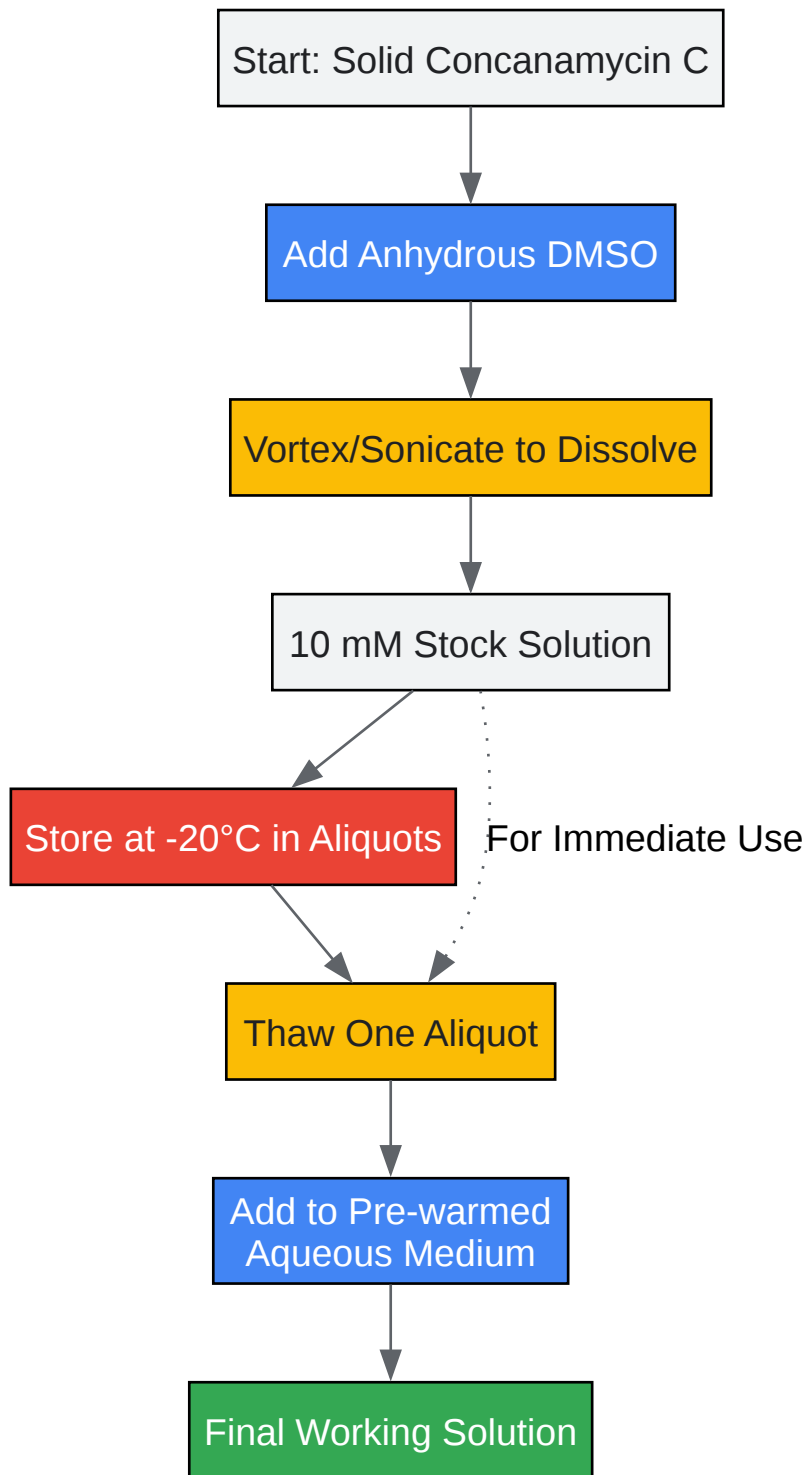 Start: Solid Concanamycin C
Add Anhydrous DMSO
Vortex/Sonicate to Dissolve
10 mM Stock Solution
Store at -20°C in Aliquots
For Immediate Use
Thaw One Aliquot
Add to Pre-warmed
Aqueous Medium
Final Working Solution